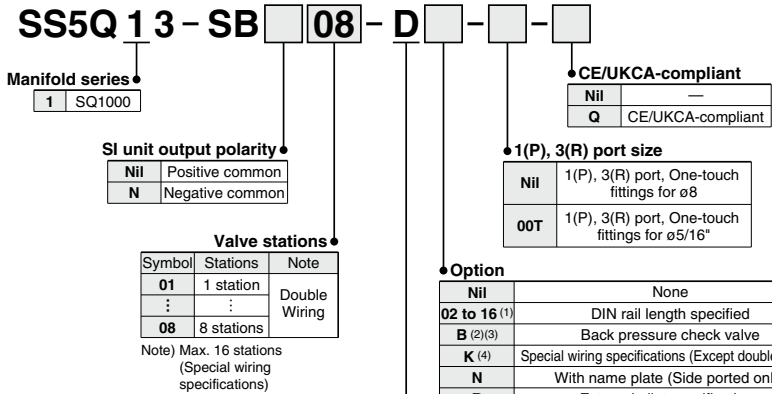 SS5Q 1 3 – SB 08 – D – –
Manifold series
1 SQ1000
CE/UKCA-compliant
Nil —
Q CE/UKCA-compliant
SI unit output polarity
Nil Positive common
N Negative common
1(P), 3(R) port size
Nil 1(P), 3(R) port, One-touch
fittings for ø8
00T 1(P), 3(R) port, One-touch
fittings for ø5/16"
Valve stations
Symbol Stations Note
01 1 station
⋮ ⋮
08 8 stations
Double
Wiring
Note) Max. 16 stations
(Special wiring
specifications)
Option
Nil None
02 to 16 (1) DIN rail length specified
B (2)(3) Back pressure check valve
K (4) Special wiring specifications (Except double
N With name plate (Side ported only